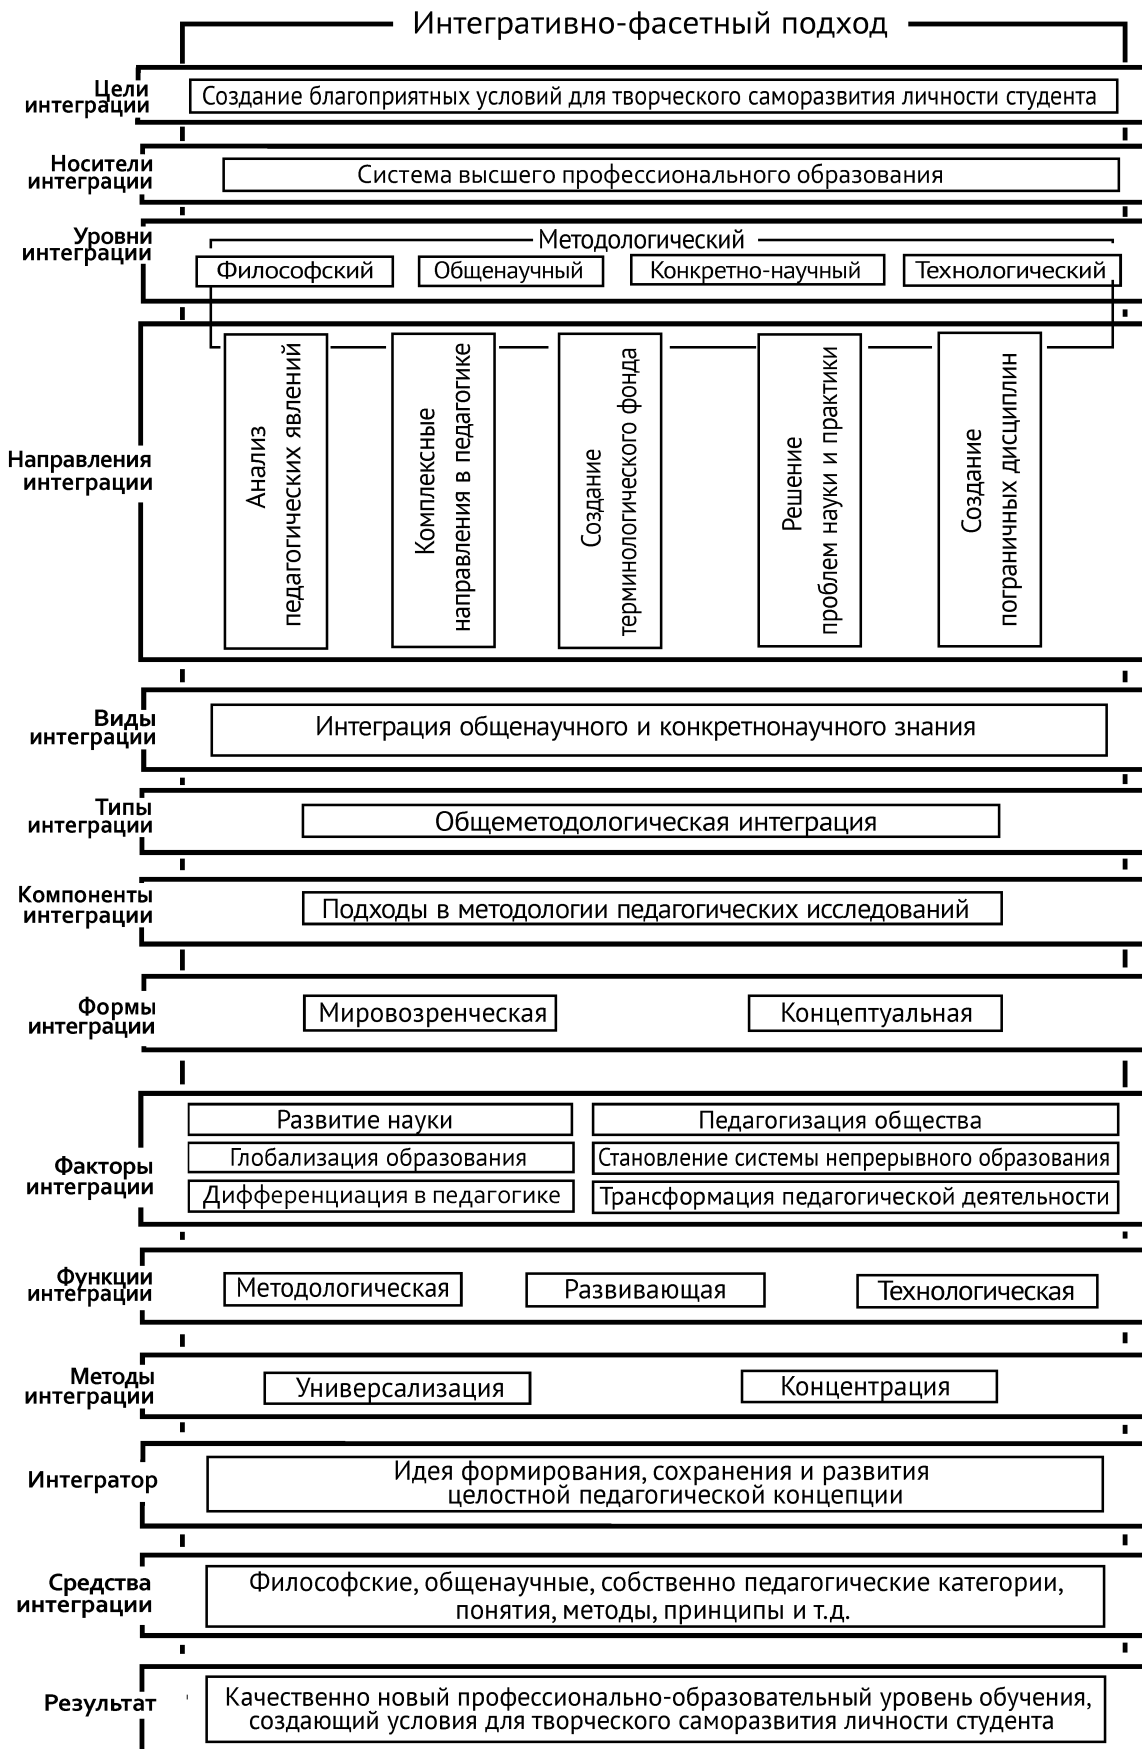 Интегративно-фасетный подход
Цели
интеграции
Создание благоприятных условий для творческого саморазвития личности студента
Носители
интеграции
Система высшего профессионального образования
Уровни
интеграции
Методологический
Философский
Общенаучный
Конкретно-научный
Технологический
Направления
интеграции
Анализ
педагогических явлений
Комплексные
направления в педагогике
Создание
терминологического фонда
Решение
проблем науки и практики
Создание
пограничных дисциплин
Виды
интеграции
Интеграция общенаучного и конкретнонаучного знания
Типы
интеграции
Общеметодологическая интеграция
Компоненты
интеграции
Подходы в методологии педагогических исследований
Формы
интеграции
Мировозренческая
Концептуальная
Факторы
интеграции
Развитие науки
Педагогизация общества
Глобализация образования
Становление системы непрерывного образования
Дифференциация в педагогике
Трансформация педагогической деятельности
Функции
интеграции
Методологическая
Развивающая
Технологическая
Методы
интеграции
Универсализация
Концентрация
Интегратор
Идея формирования, сохранения и развития
целостной педагогической концепции
Средства
интеграции
Философские, общенаучные, собственно педагогические категории,
понятия, методы, принципы и т.д.
Результат
Качественно новый профессионально-образовательный уровень обучения,
создающий условия для творческого саморазвития личности студента